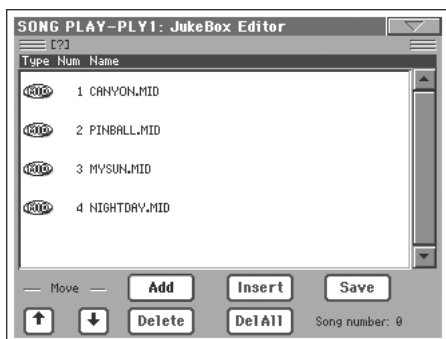 SONG PLAY-PLY1: JukeBox Editor
[?]
Type Num Name
1 CANYON.MID
2 PINBALL.MID
3 MYSUN.MID
4 NIGHTDAY.MID
Move Add Insert Save
Delete DelAll Song number: 0